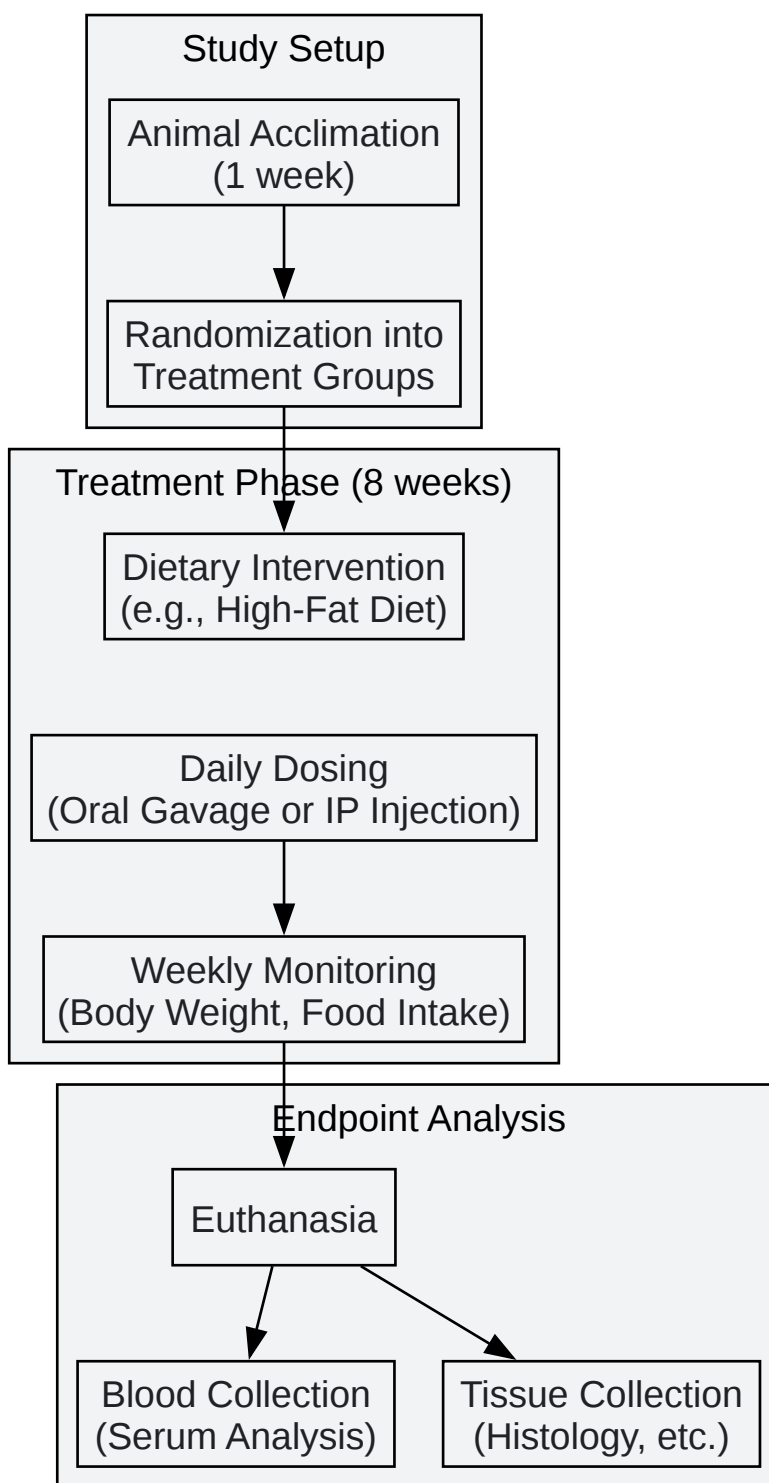 Study Setup
Animal Acclimation
(1 week)
Randomization into
Treatment Groups
Treatment Phase (8 weeks)
Dietary Intervention
(e.g., High-Fat Diet)
Daily Dosing
(Oral Gavage or IP Injection)
Weekly Monitoring
(Body Weight, Food Intake)
Endpoint Analysis
Euthanasia
Blood Collection
(Serum Analysis)
Tissue Collection
(Histology, etc.)